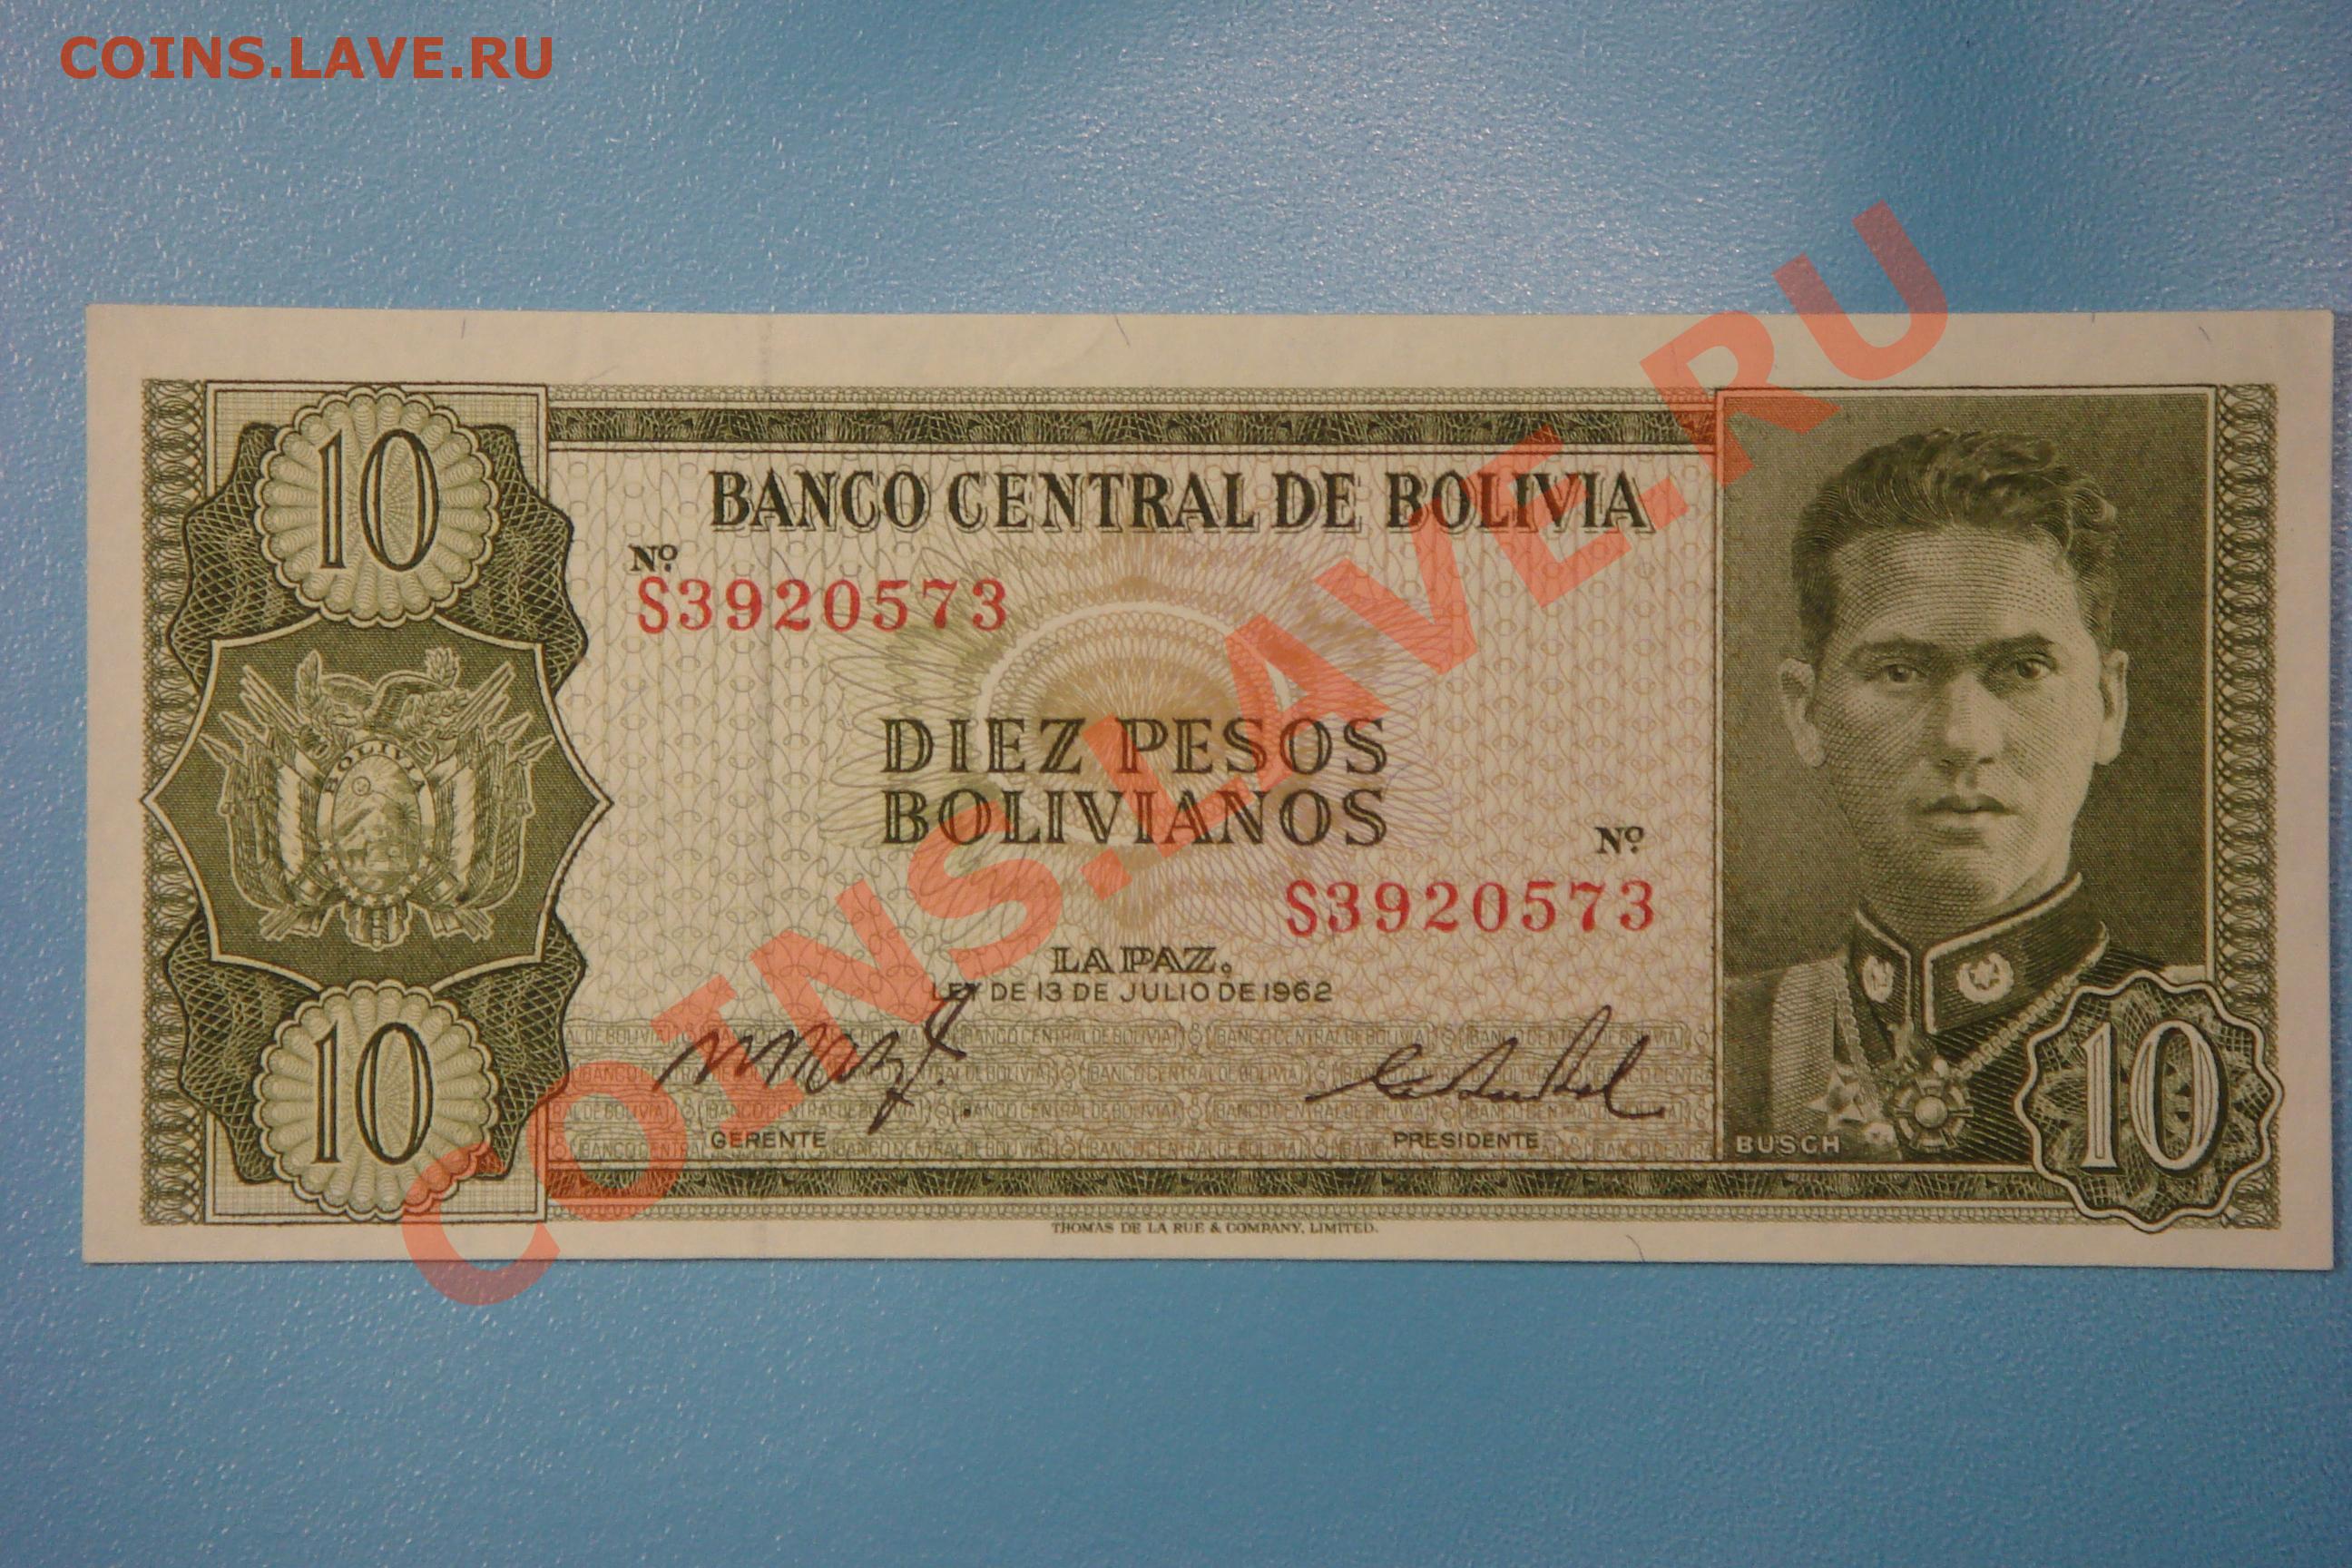 COINS.LAVE.RU
10
BANCO CENTRAL DE BOLIVIA
Nº.
S3920573
BOLIVIA
DIEZ PESOS
BOLIVIANOS
Nº.
S3920573
LA PAZ.
LEY DE 13 DE JULIO DE 1962
10
10
GERENTE
PRESIDENTE
BUSCH
THOMAS DE LA RUE & COMPANY, LIMITED.
COINS.LAVE.RU